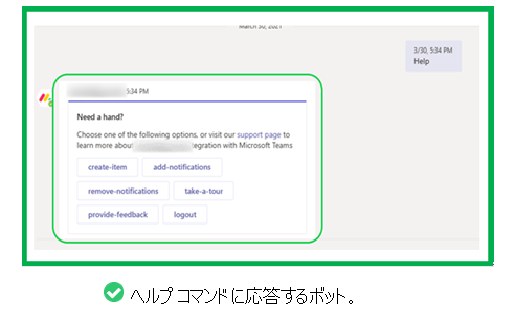 March 30, 2021
3/30, 5:34 PM
Help
5:34 PM
Need a hand?
Choose one of the following options, or visit our support page to
learn more about egration with Microsoft Teams
create-item add-notifications
remove-notifications take-a-tour
provide-feedback logout
ヘルプ コマンドに応答するボット。